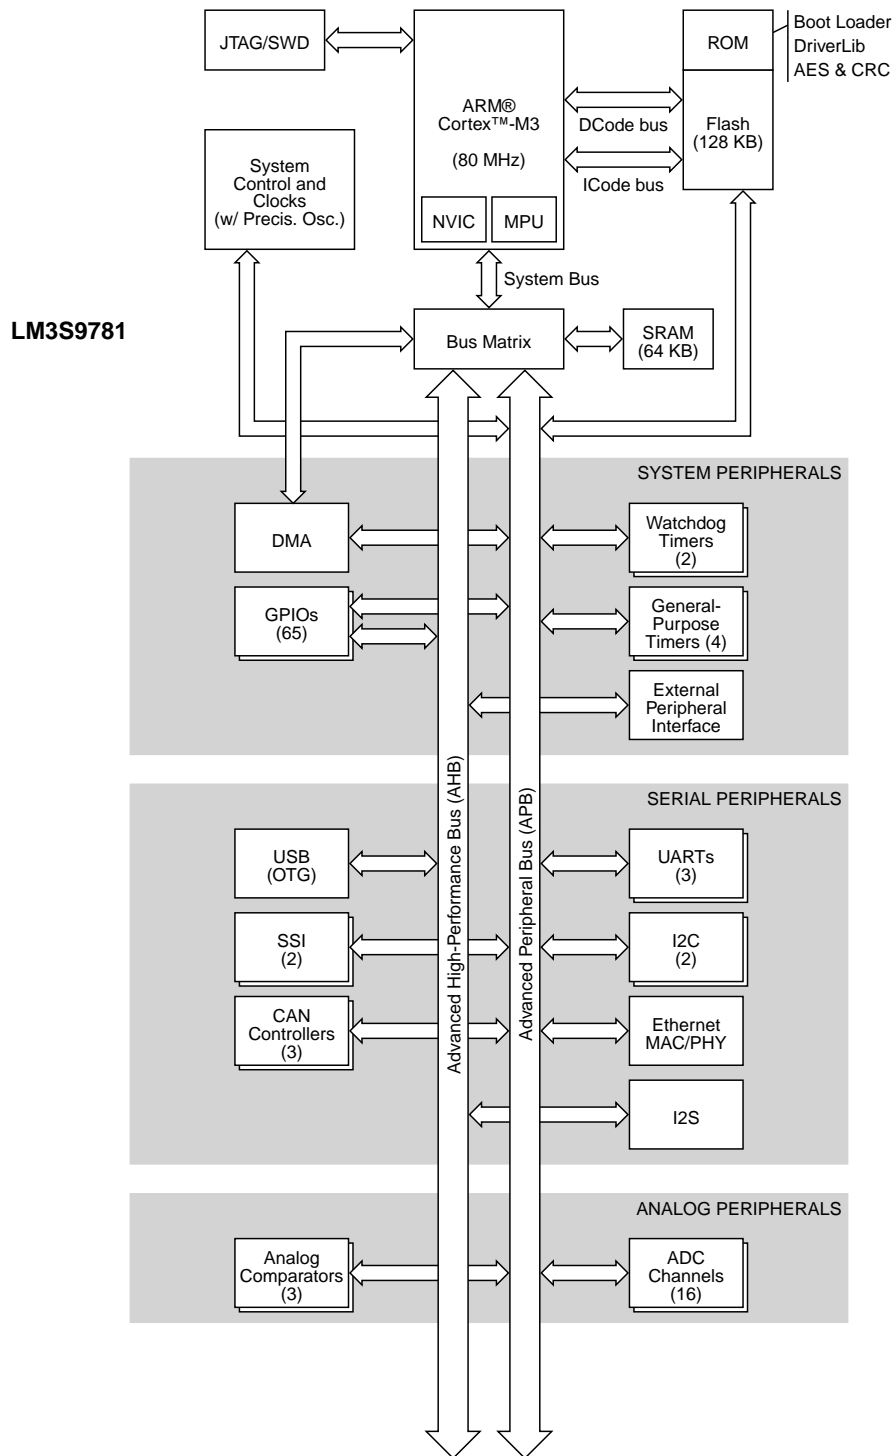 JTAG/SWD
ARM®
Cortex™-M3
(80 MHz)
NVIC
MPU
DCode bus
ICode bus
ROM
Flash
(128 KB)
Boot Loader
DriverLib
AES & CRC
System
Control and
Clocks
(w/ Precis. Osc.)
System Bus
LM3S9781
Bus Matrix
SRAM
(64 KB)
SYSTEM PERIPHERALS
DMA
Watchdog
Timers
(2)
GPIOs
(65)
General-
Purpose
Timers (4)
External
Peripheral
Interface
Advanced High-Performance Bus (AHB)
Advanced Peripheral Bus (APB)
SERIAL PERIPHERALS
USB
(OTG)
UARTs
(3)
SSI
(2)
I2C
(2)
CAN
Controllers
(3)
Ethernet
MAC/PHY
I2S
ANALOG PERIPHERALS
Analog
Comparators
(3)
ADC
Channels
(16)